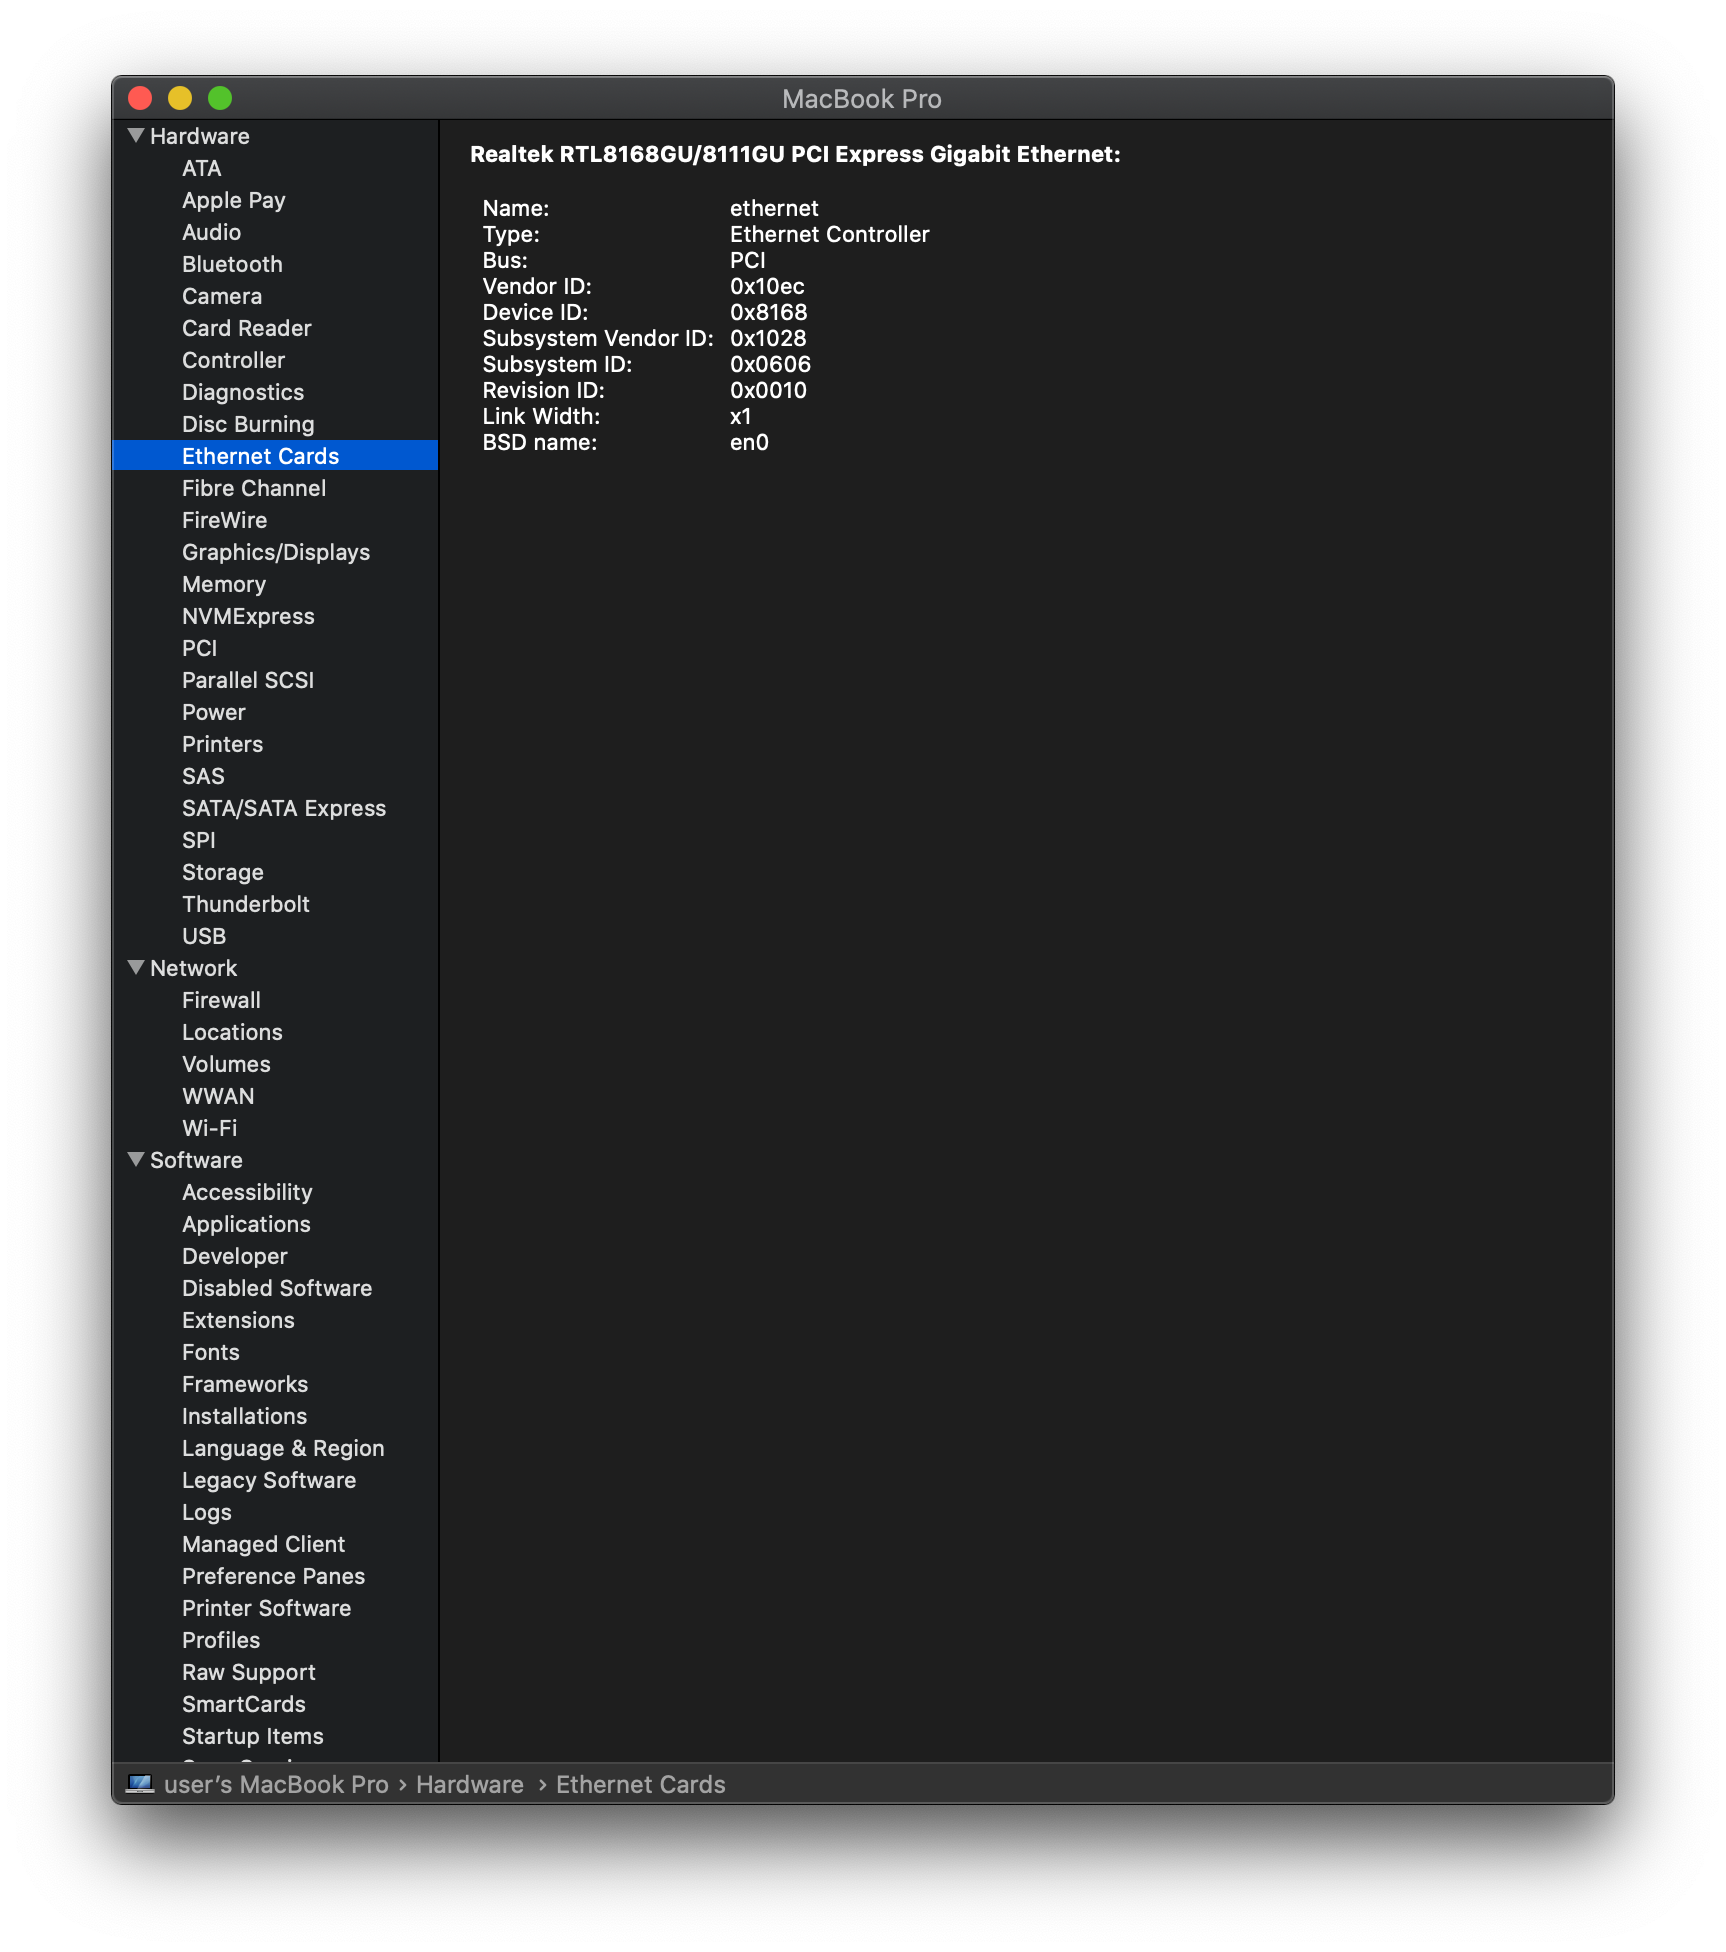 MacBook Pro
Hardware
ATA
Apple Pay
Audio
Bluetooth
Camera
Card Reader
Controller
Diagnostics
Disc Burning
Ethernet Cards
Fibre Channel
FireWire
Graphics/Displays
Memory
NVMExpress
PCI
Parallel SCSI
Power
Printers
SAS
SATA/SATA Express
SPI
Storage
Thunderbolt
USB
Network
Firewall
Locations
Volumes
WWAN
Wi-Fi
Software
Accessibility
Applications
Developer
Disabled Software
Extensions
Fonts
Frameworks
Installations
Language & Region
Legacy Software
Logs
Managed Client
Preference Panes
Printer Software
Profiles
Raw Support
SmartCards
Startup Items
Realtek RTL8168GU/8111GU PCI Express Gigabit Ethernet:
Name: ethernet
Type: Ethernet Controller
Bus: PCI
Vendor ID: 0x10ec
Device ID: 0x8168
Subsystem Vendor ID: 0x1028
Subsystem ID: 0x0606
Revision ID: 0x0010
Link Width: x1
BSD name: en0
user’s MacBook Pro › Hardware › Ethernet Cards